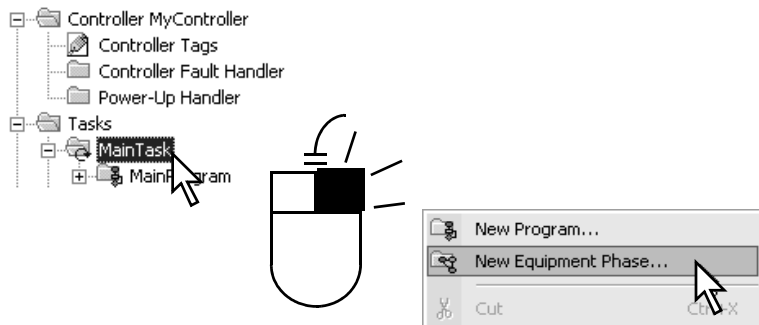 Controller MyController
Controller Tags
Controller Fault Handler
Power-Up Handler
Tasks
MainTask
MainProgram
New Program...
New Equipment Phase...
Cut Ctrl+X